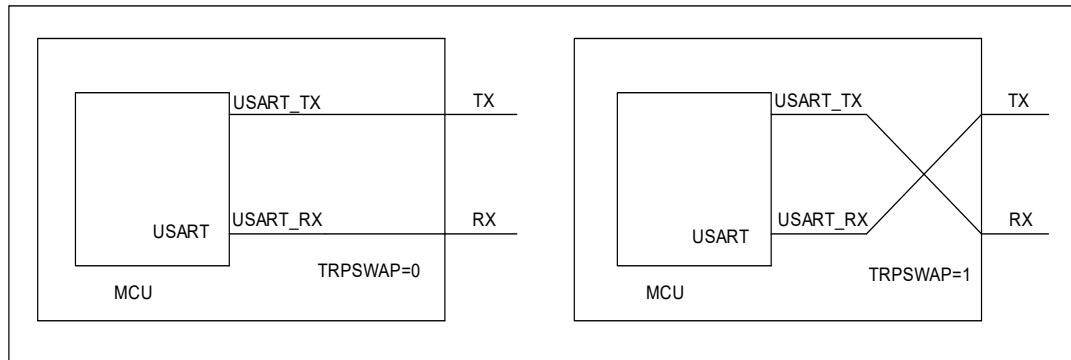 USART_TX
TX
USART_RX
RX
USART
TRPSWAP=0
MCU
USART_TX
TX
USART_RX
RX
USART
TRPSWAP=1
MCU